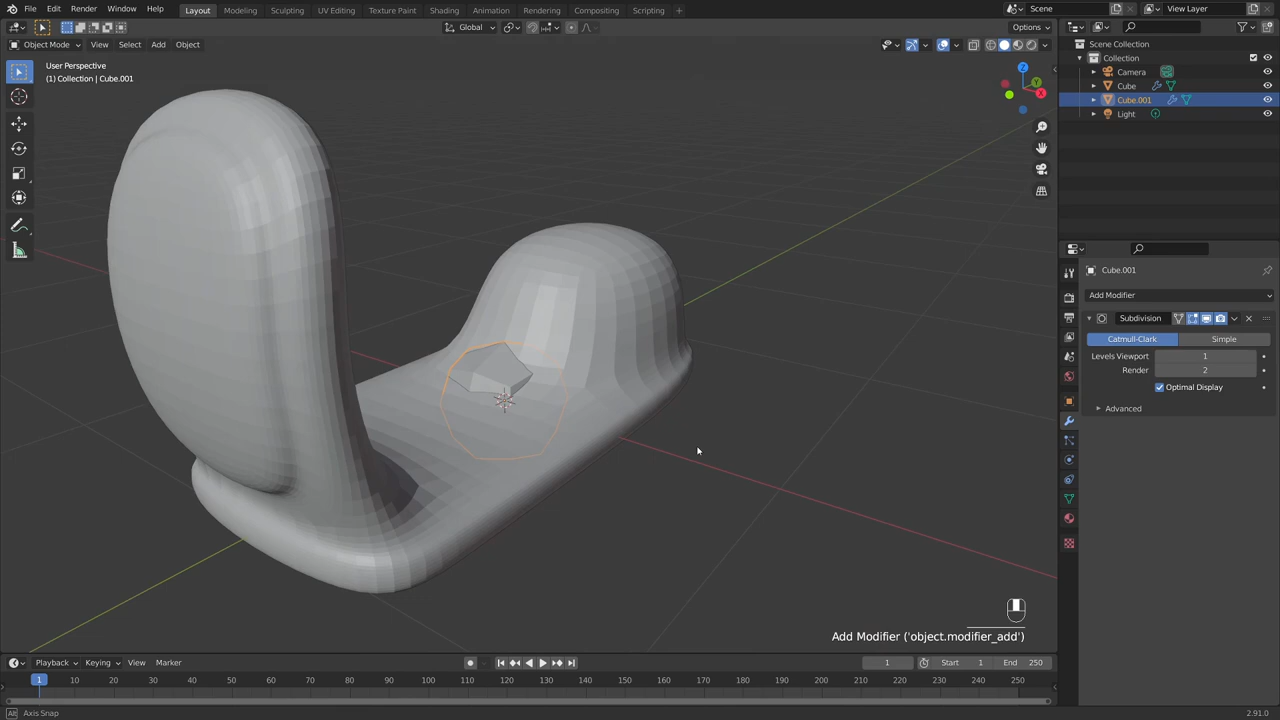 File Edit Render Window Help Layout Modeling Sculpting UV Editing Texture Paint Shading Animation Rendering Compositing Scripting + Scene View Layer
Global Options
Object Mode View Select Add Object
User Perspective
(1) Collection | Cube.001
Scene Collection
Collection
Camera
Cube
Cube.001
Light
Z
Y
X
Cube.001
Add Modifier
Subdivision
Catmull-Clark Simple
Levels Viewport 1
Render 2
Optimal Display
Advanced
Add Modifier ('object.modifier_add')
Playback Keying View Marker 1 Start 1 End 250
1 10 20 30 40 50 60 70 80 90 100 110 120 130 140 150 160 170 180 190 200 210 220 230 240 250
Alt Axis Snap 2.91.0